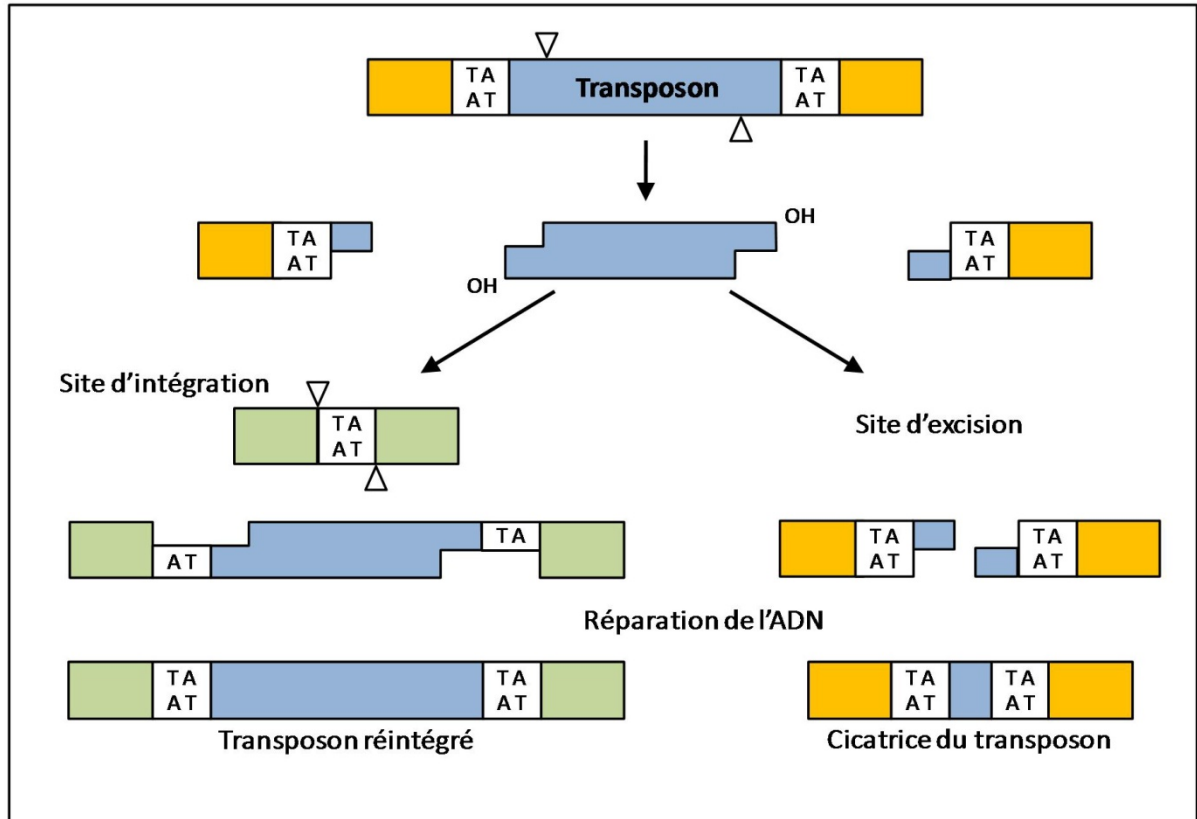 TA
AT
Transposon
TA
AT
TA
AT
OH
OH
TA
AT
Site d'intégration
TA
AT
Site d'excision
AT
TA
TA
AT
TA
AT
Réparation de l'ADN
TA
AT
TA
AT
TA
AT
TA
AT
Transposon réintégré
Cicatrice du transposon